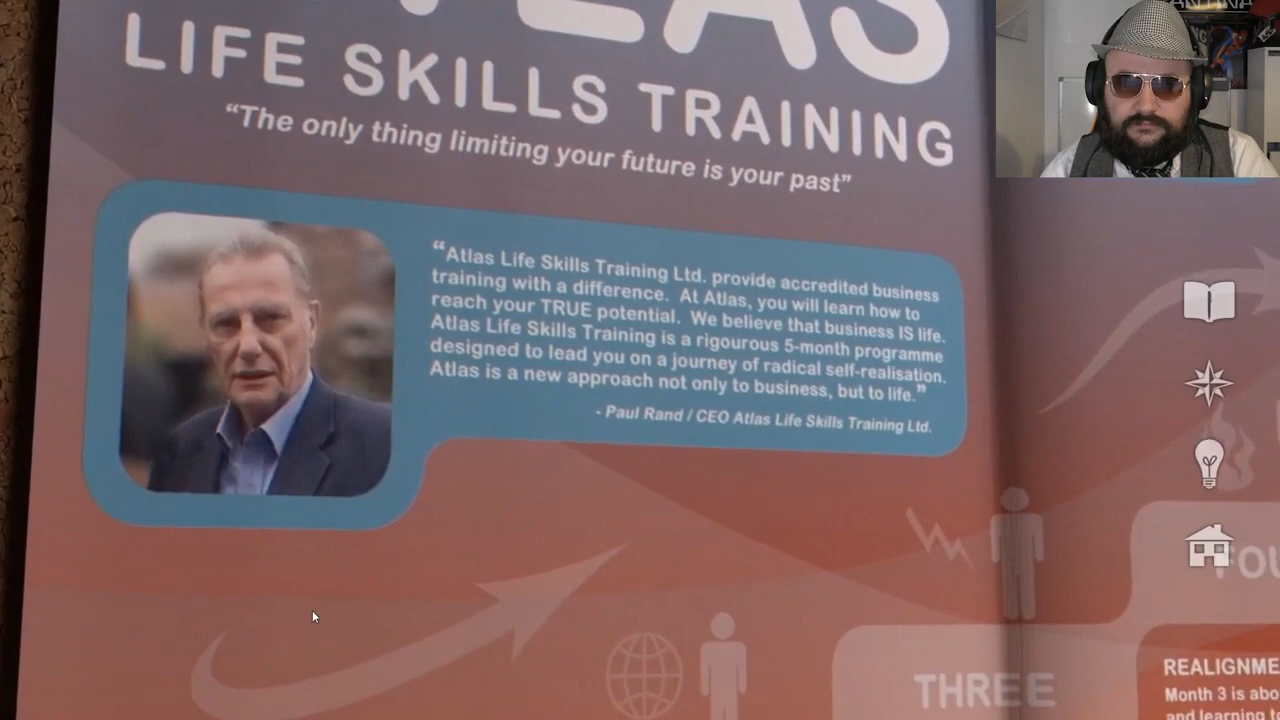 LIFE SKILLS TRAINING
“The only thing limiting your future is your past”
“Atlas Life Skills Training Ltd. provide accredited business
training with a difference. At Atlas, you will learn how to
reach your TRUE potential. We believe that business IS life.
Atlas Life Skills Training is a rigourous 5-month programme
designed to lead you on a journey of radical self-realisation.
Atlas is a new approach not only to business, but to life.”
- Paul Rand / CEO Atlas Life Skills Training Ltd.
THREE
REALIGNME
Month 3 is abo
and learning t